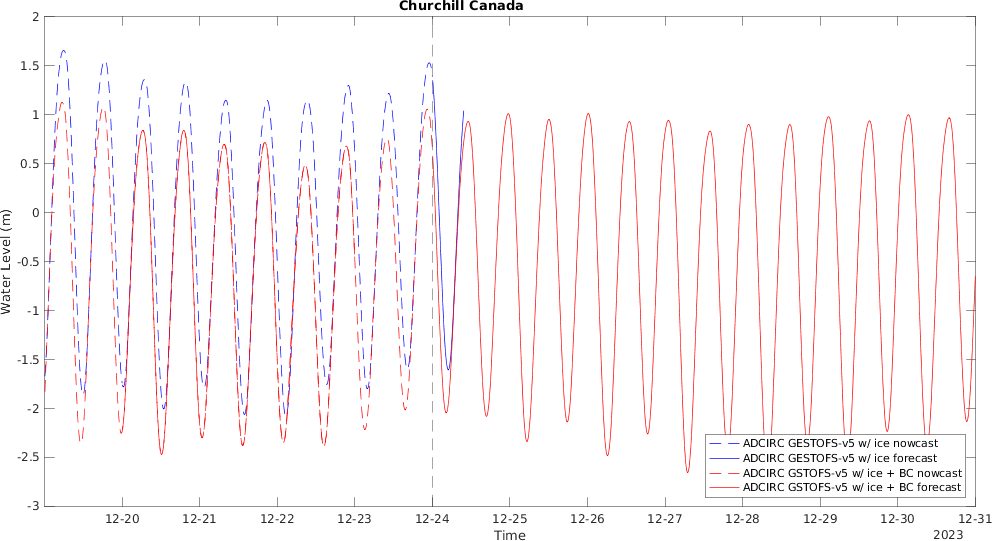 Churchill Canada
2
1.5
1
0.5
0
-0.5
-1
-1.5
-2
-2.5
-3
Water Level (m)
12-20 12-21 12-22 12-23 12-24 12-25 12-26 12-27 12-28 12-29 12-30 12-31
Time
2023
ADCIRC GESTOFS-v5 w/ ice nowcast
ADCIRC GESTOFS-v5 w/ ice forecast
ADCIRC GSTOFS-v5 w/ ice + BC nowcast
ADCIRC GSTOFS-v5 w/ ice + BC forecast